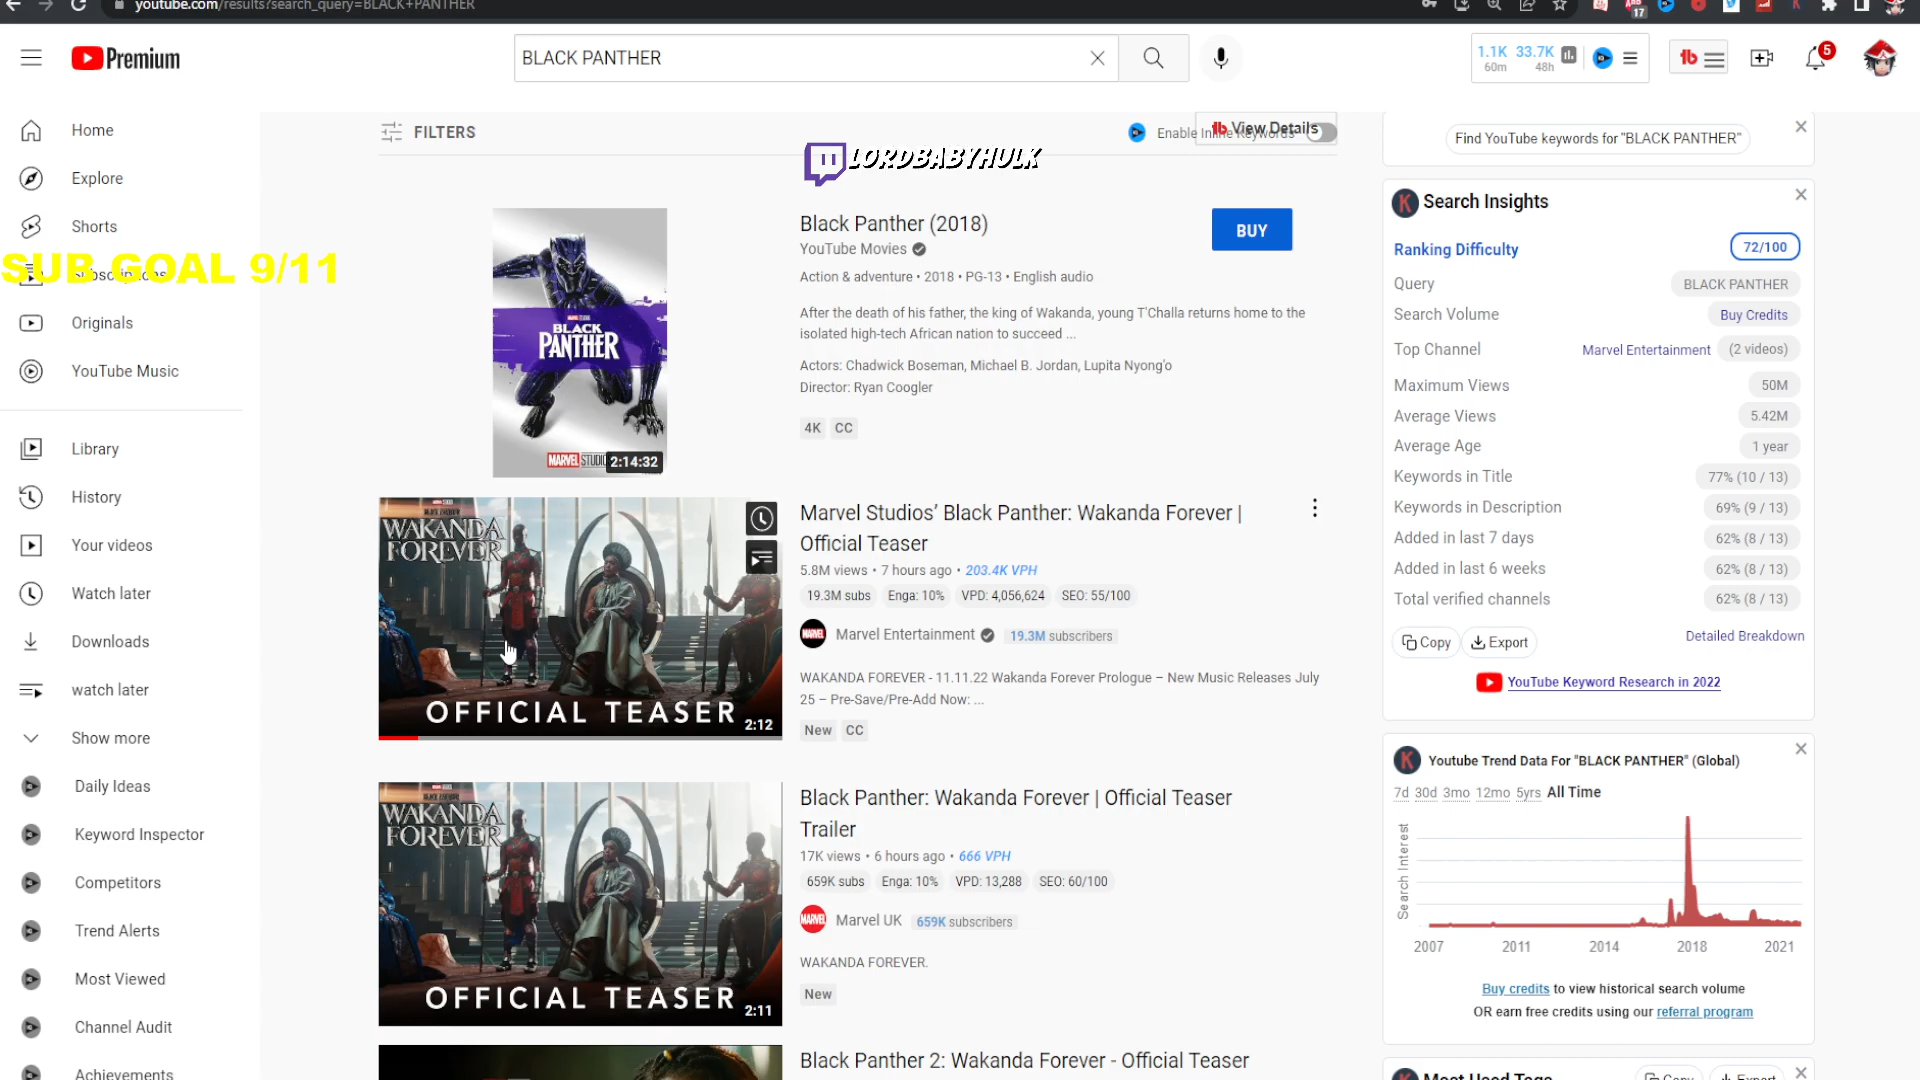 youtube.com/results?search_query=BLACK+PANTHER
17
Premium
BLACK PANTHER
1.1K 33.7K
60m 48h
5
Home
Explore
Shorts
SUB GOAL 9/11
Originals
YouTube Music
Library
History
Your videos
Watch later
Downloads
watch later
Show more
Daily Ideas
Keyword Inspector
Competitors
Trend Alerts
Most Viewed
Channel Audit
Achievements
FILTERS
Enable Inline Keywords
View Details
LORDBABYHULK
BLACK
PANTHER
MARVEL STUDIO
2:14:32
Black Panther (2018)
YouTube Movies
BUY
Action & adventure • 2018 • PG-13 • English audio
After the death of his father, the king of Wakanda, young T'Challa returns home to the
isolated high-tech African nation to succeed ...
Actors: Chadwick Boseman, Michael B. Jordan, Lupita Nyong'o
Director: Ryan Coogler
4K CC
WAKANDA
FOREVER
OFFICIAL TEASER
2:12
Marvel Studios’ Black Panther: Wakanda Forever |
Official Teaser
5.8M views • 7 hours ago • 203.4K VPH
19.3M subs Enga: 10% VPD: 4,056,624 SEO: 55/100
MARVEL Marvel Entertainment 19.3M subscribers
WAKANDA FOREVER - 11.11.22 Wakanda Forever Prologue – New Music Releases July
25 – Pre-Save/Pre-Add Now: ...
New CC
WAKANDA
FOREVER
OFFICIAL TEASER
2:11
Black Panther: Wakanda Forever | Official Teaser
Trailer
17K views • 6 hours ago • 666 VPH
659K subs Enga: 10% VPD: 13,288 SEO: 60/100
MARVEL Marvel UK 659K subscribers
WAKANDA FOREVER.
New
Black Panther 2: Wakanda Forever - Official Teaser
Find YouTube keywords for "BLACK PANTHER"
K Search Insights
Ranking Difficulty 72/100
Query BLACK PANTHER
Search Volume Buy Credits
Top Channel Marvel Entertainment (2 videos)
Maximum Views 50M
Average Views 5.42M
Average Age 1 year
Keywords in Title 77% (10 / 13)
Keywords in Description 69% (9 / 13)
Added in last 7 days 62% (8 / 13)
Added in last 6 weeks 62% (8 / 13)
Total verified channels 62% (8 / 13)
Copy Export Detailed Breakdown
YouTube Keyword Research in 2022
K Youtube Trend Data For "BLACK PANTHER" (Global)
7d 30d 3mo 12mo 5yrs All Time
Search Interest
2007 2011 2014 2018 2021
Buy credits to view historical search volume
OR earn free credits using our referral program
Most Used Tags Copy Export